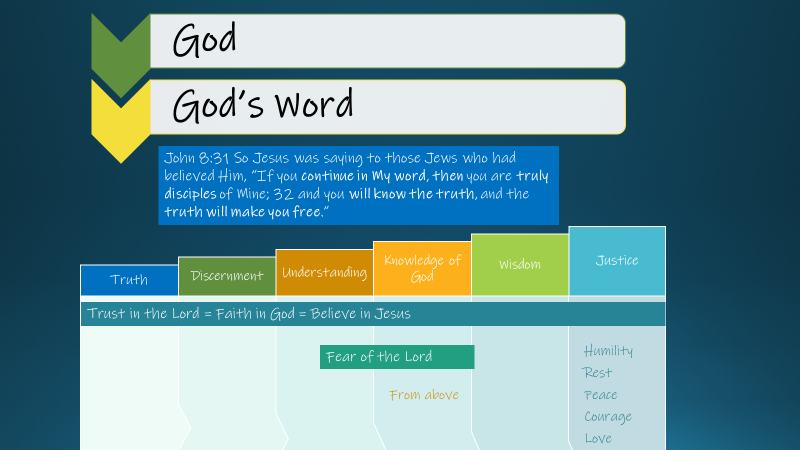 God
God's Word
John 8:31 So Jesus was saying to those Jews who had
believed Him, “If you continue in My word, then you are truly
disciples of Mine; 32 and you will know the truth, and the
truth will make you free.”
Truth
Discernment
Understanding
Knowledge of
God
Wisdom
Justice
Trust in the Lord = Faith in God = Believe in Jesus
Fear of the Lord
From above
Humility
Rest
Peace
Courage
Love